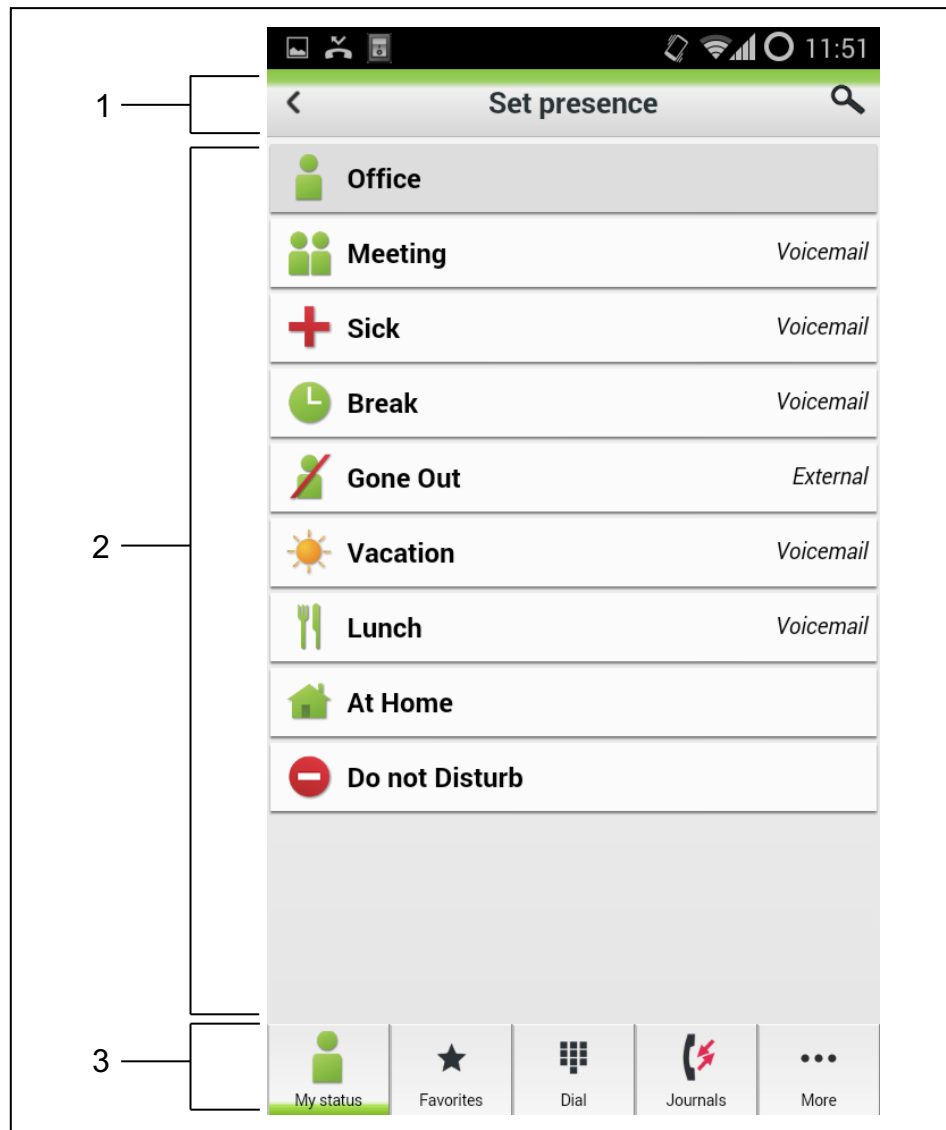 11:51
1
Set presence
2
Office
Meeting Voicemail
Sick Voicemail
Break Voicemail
Gone Out External
Vacation Voicemail
Lunch Voicemail
At Home
Do not Disturb
3
My status Favorites Dial Journals More